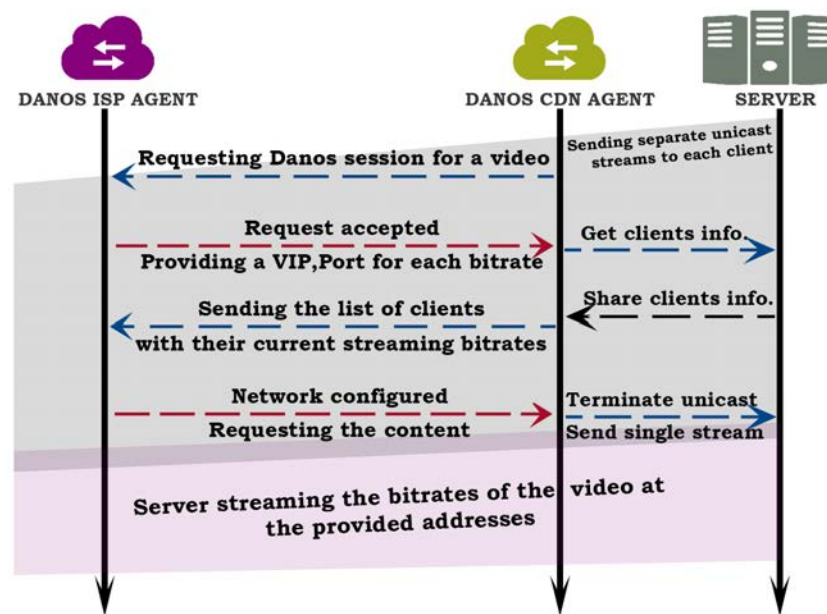 DANOS ISP AGENT
DANOS CDN AGENT
SERVER
Sending separate unicast
streams to each client
Requesting Danos session for a video
Request accepted
Providing a VIP,Port for each bitrate
Get clients info.
Sending the list of clients
with their current streaming bitrates
Share clients info.
Network configured
Requesting the content
Terminate unicast
Send single stream
Server streaming the bitrates of the video at
the provided addresses